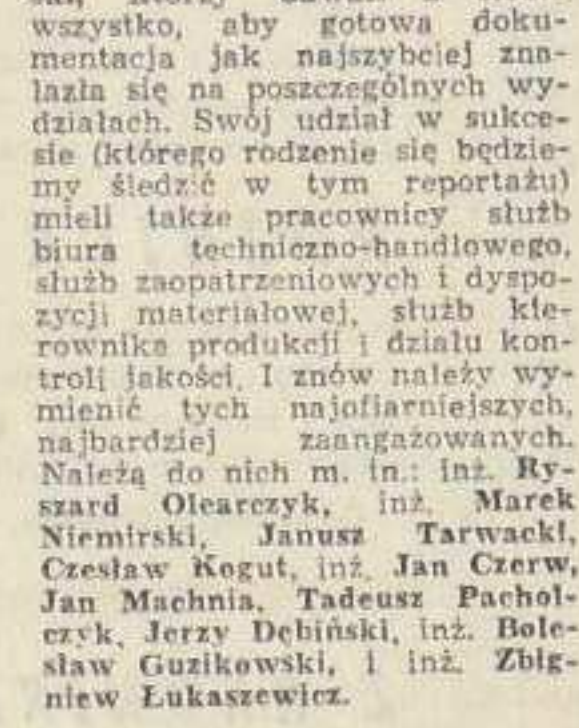 wszystko, aby gotowa doku-
mentacja jak najszybciej zna-
lazła się na poszczególnych wy-
działach. Swój udział w sukce-
sie (którego rodzenie się będzie-
my śledzić w tym reportażu)
mieli także pracownicy służb
biura techniczno-handlowego,
służb zaopatrzeniowych i dyspo-
zycji materiałowej, służb kie-
rownika produkcji i działu kon-
troli jakości. I znów należy wy-
mienić tych najofiarniejszych,
najbardziej zaangażowanych.
Należą do nich m. in.: inż. Ry-
szard Olearczyk, inż. Marek
Niemirski, Janusz Tarwacki,
Czesław Kogut, inż. Jan Czerw,
Jan Machnia, Tadeusz Pachol-
czyk, Jerzy Dębiński, inż. Bole-
sław Guzikowski, i inż. Zbig-
niew Łukaszewicz.